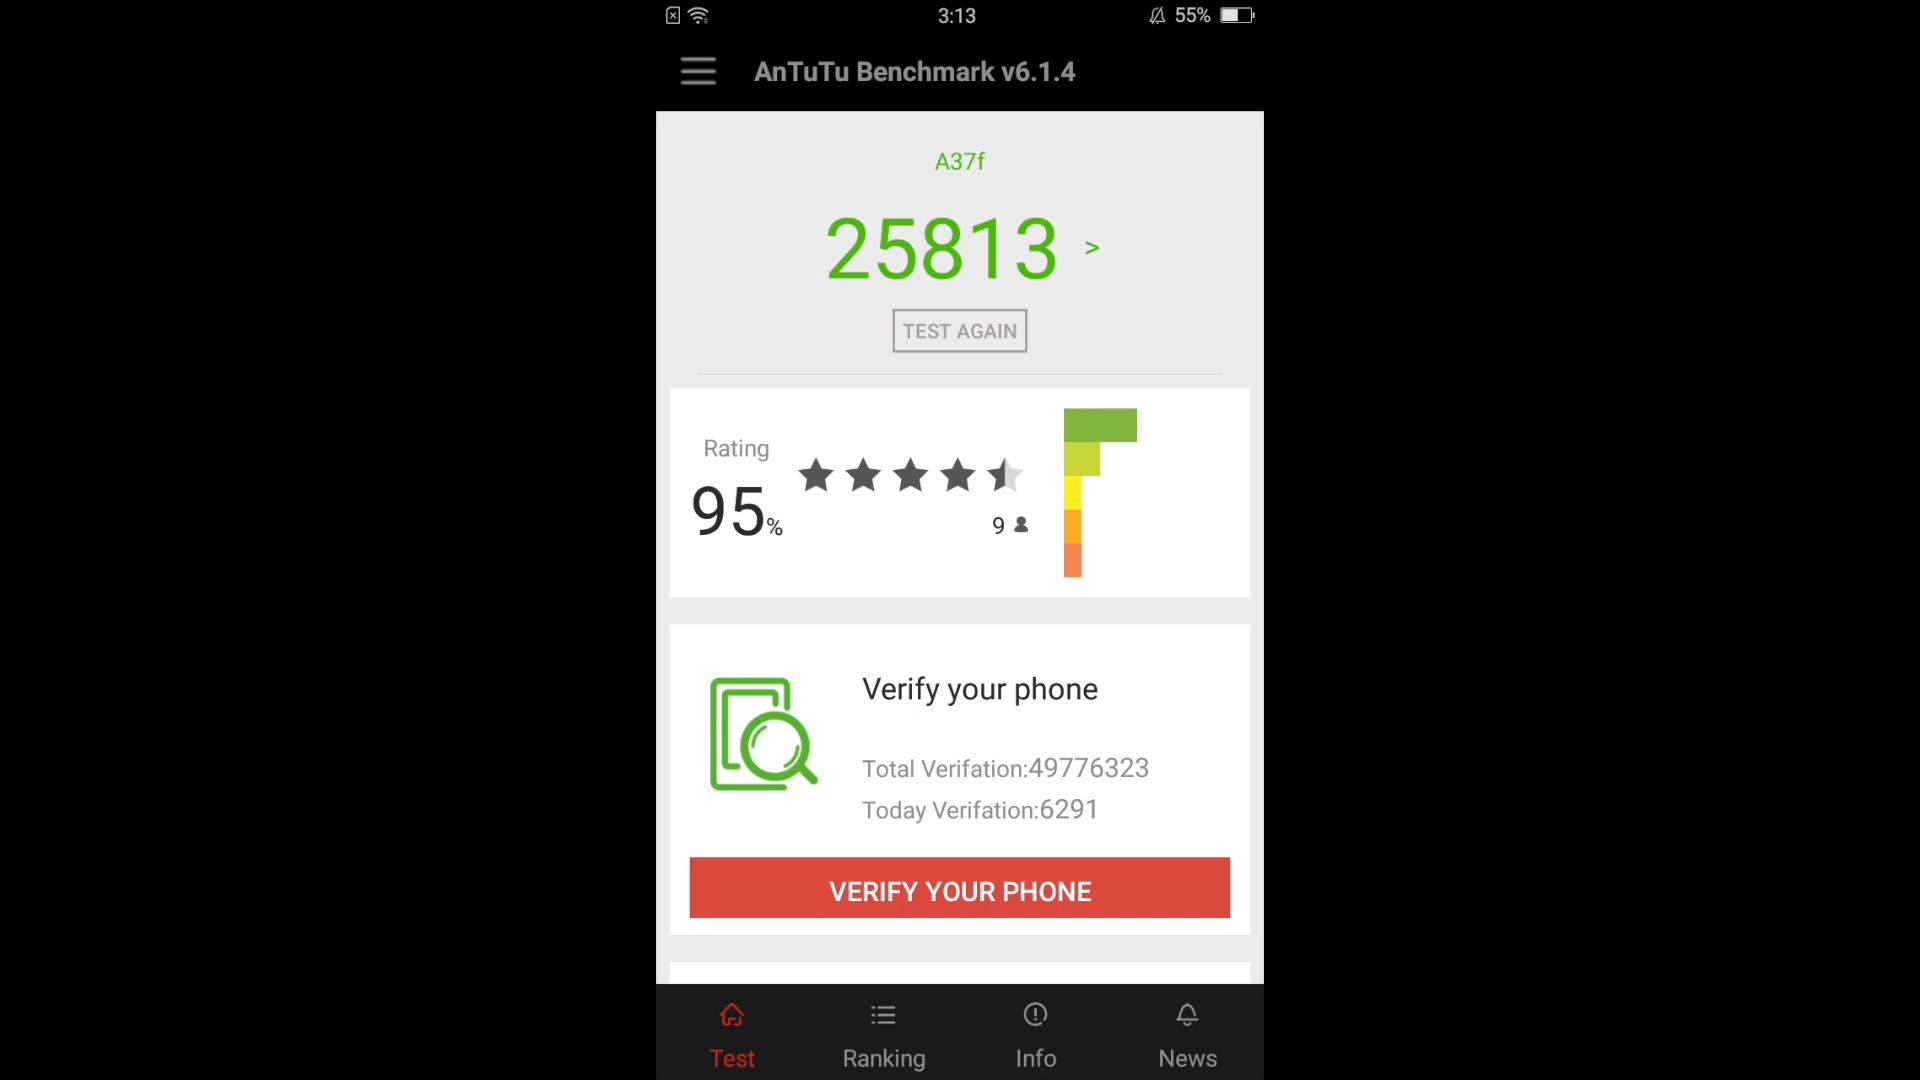 3:13
55%
AnTuTu Benchmark v6.1.4
A37f
25813 >
TEST AGAIN
Rating
95%
9
Verify your phone
Total Verifation:49776323
Today Verifation:6291
VERIFY YOUR PHONE
Test
Ranking
Info
News